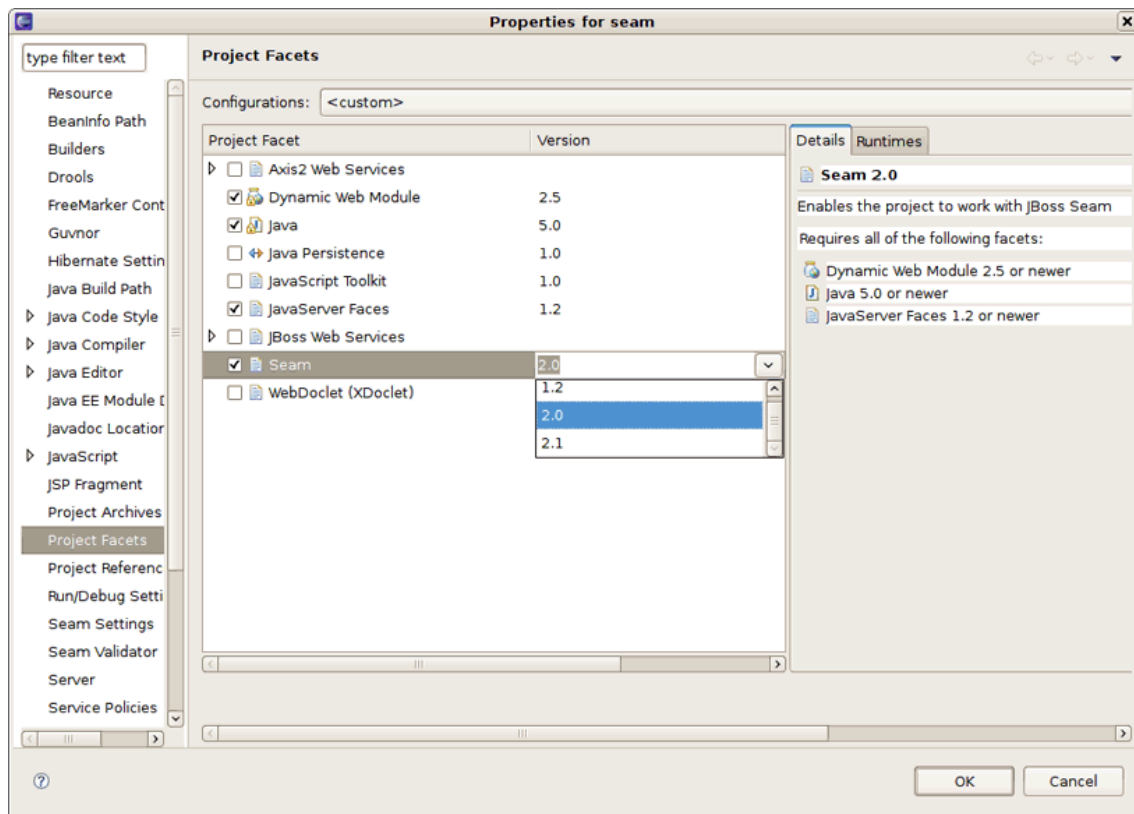 Properties for seam
type filter text
Resource
BeanInfo Path
Builders
Drools
FreeMarker Cont
Guvnor
Hibernate Settin
Java Build Path
Java Code Style
Java Compiler
Java Editor
Java EE Module D
Javadoc Location
JavaScript
JSP Fragment
Project Archives
Project Facets
Project Referenc
Run/Debug Setti
Seam Settings
Seam Validator
Server
Service Policies
Project Facets
Configurations: <custom>
Project Facet Version
Axis2 Web Services
Dynamic Web Module 2.5
Java 5.0
Java Persistence 1.0
JavaScript Toolkit 1.0
JavaServer Faces 1.2
JBoss Web Services
Seam 2.0
WebDoclet (XDoclet)
1.2
2.0
2.1
Details Runtimes
Seam 2.0
Enables the project to work with JBoss Seam
Requires all of the following facets:
Dynamic Web Module 2.5 or newer
Java 5.0 or newer
JavaServer Faces 1.2 or newer
OK Cancel